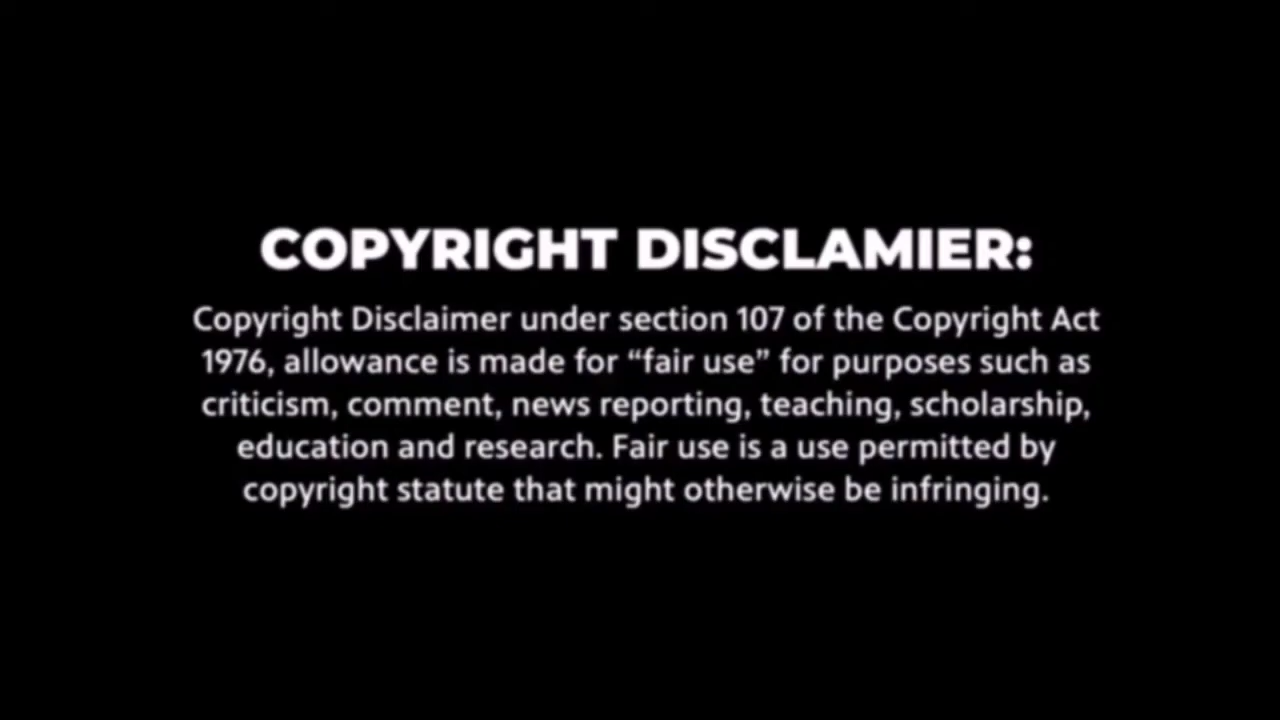 COPYRIGHT DISCLAMIER:
Copyright Disclaimer under section 107 of the Copyright Act
1976, allowance is made for “fair use” for purposes such as
criticism, comment, news reporting, teaching, scholarship,
education and research. Fair use is a use permitted by
copyright statute that might otherwise be infringing.